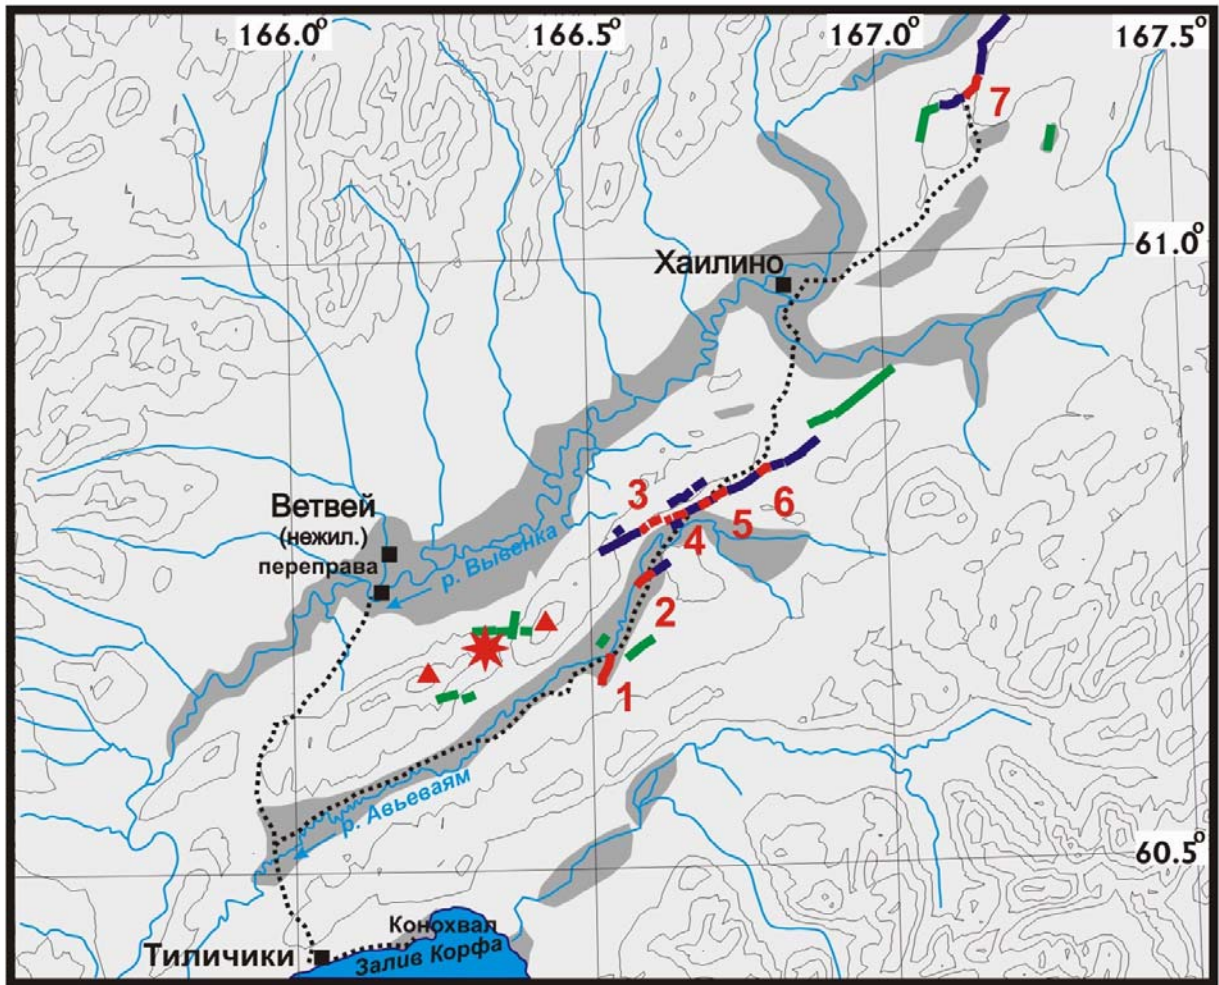 166.0°
166.5°
167.0°
167.5°
7
61.0°
Хаилино
Ветвей
(нежил.)
переправа
р. Вывенка
3
6
5
4
2
1
р. Авьеваям
60.5°
Конохвал
Тиличики
Залив Корфа